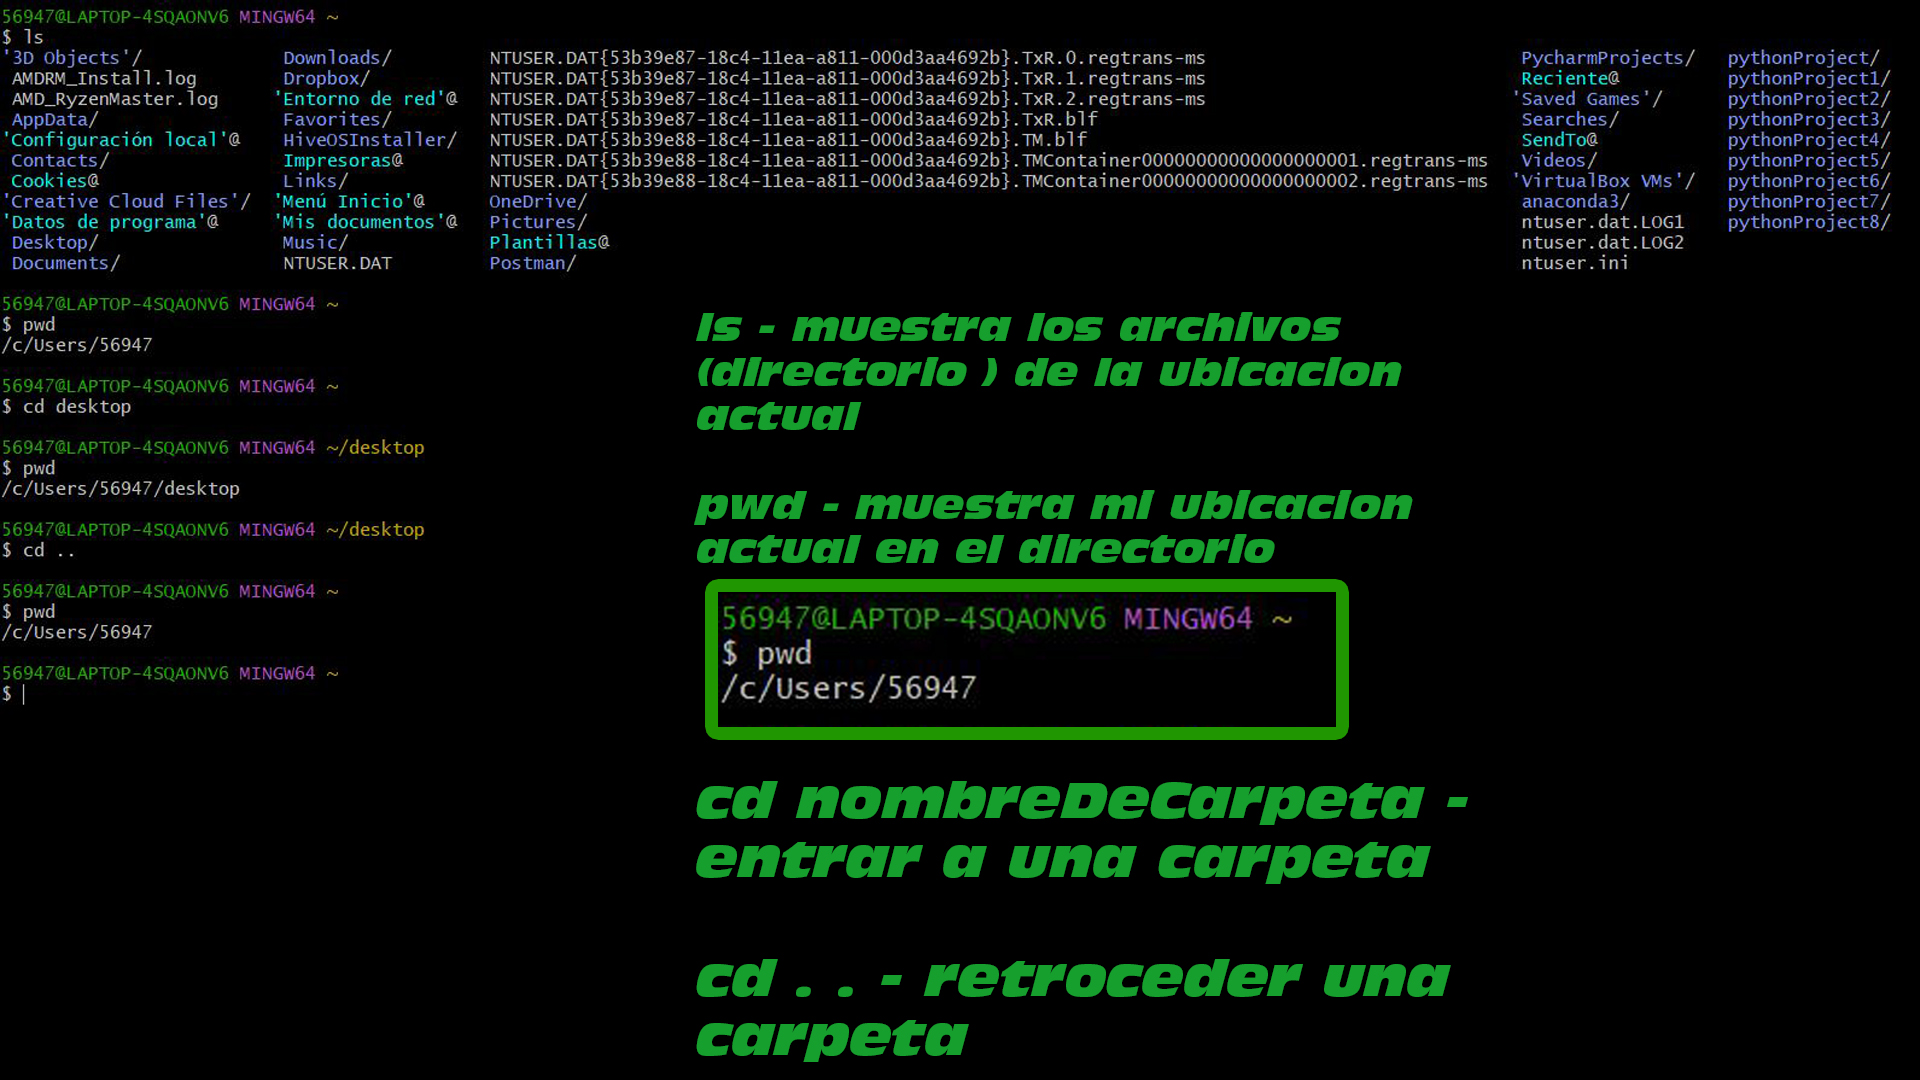 56947@LAPTOP-4SQAONV6 MINGW64 ~
$ ls
'3D Objects'/ Downloads/ NTUSER.DAT{53b39e87-18c4-11ea-a811-000d3aa4692b}.TxR.0.regtrans-ms PycharmProjects/ pythonProject/
AMDRM_Install.log Dropbox/ NTUSER.DAT{53b39e87-18c4-11ea-a811-000d3aa4692b}.TxR.1.regtrans-ms Reciente@ pythonProject1/
AMD_RyzenMaster.log 'Entorno de red'@ NTUSER.DAT{53b39e87-18c4-11ea-a811-000d3aa4692b}.TxR.2.regtrans-ms 'Saved Games'/ pythonProject2/
AppData/ Favorites/ NTUSER.DAT{53b39e87-18c4-11ea-a811-000d3aa4692b}.TxR.blf Searches/ pythonProject3/
'Configuración local'@ HiveOSInstaller/ NTUSER.DAT{53b39e88-18c4-11ea-a811-000d3aa4692b}.TM.blf SendTo@ pythonProject4/
Contacts/ Impresoras@ NTUSER.DAT{53b39e88-18c4-11ea-a811-000d3aa4692b}.TMContainer00000000000000000001.regtrans-ms Videos/ pythonProject5/
Cookies@ Links/ NTUSER.DAT{53b39e88-18c4-11ea-a811-000d3aa4692b}.TMContainer00000000000000000002.regtrans-ms 'VirtualBox VMs'/ pythonProject6/
'Creative Cloud Files'/ 'Menú Inicio'@ OneDrive/ anaconda3/ pythonProject7/
'Datos de programa'@ 'Mis documentos'@ Pictures/ ntuser.dat.LOG1 pythonProject8/
Desktop/ Music/ Plantillas@ ntuser.dat.LOG2
Documents/ NTUSER.DAT Postman/ ntuser.ini
56947@LAPTOP-4SQAONV6 MINGW64 ~
$ pwd
/c/Users/56947
56947@LAPTOP-4SQAONV6 MINGW64 ~
$ cd desktop
56947@LAPTOP-4SQAONV6 MINGW64 ~/desktop
$ pwd
/c/Users/56947/desktop
56947@LAPTOP-4SQAONV6 MINGW64 ~/desktop
$ cd ..
56947@LAPTOP-4SQAONV6 MINGW64 ~
$ pwd
/c/Users/56947
56947@LAPTOP-4SQAONV6 MINGW64 ~
$
ls - muestra los archivos
(directorio ) de la ubicacion
actual
pwd - muestra mi ubicacion
actual en el directorio
56947@LAPTOP-4SQAONV6 MINGW64 ~
$ pwd
/c/Users/56947
cd nombreDeCarpeta -
entrar a una carpeta
cd . . - retroceder una
carpeta